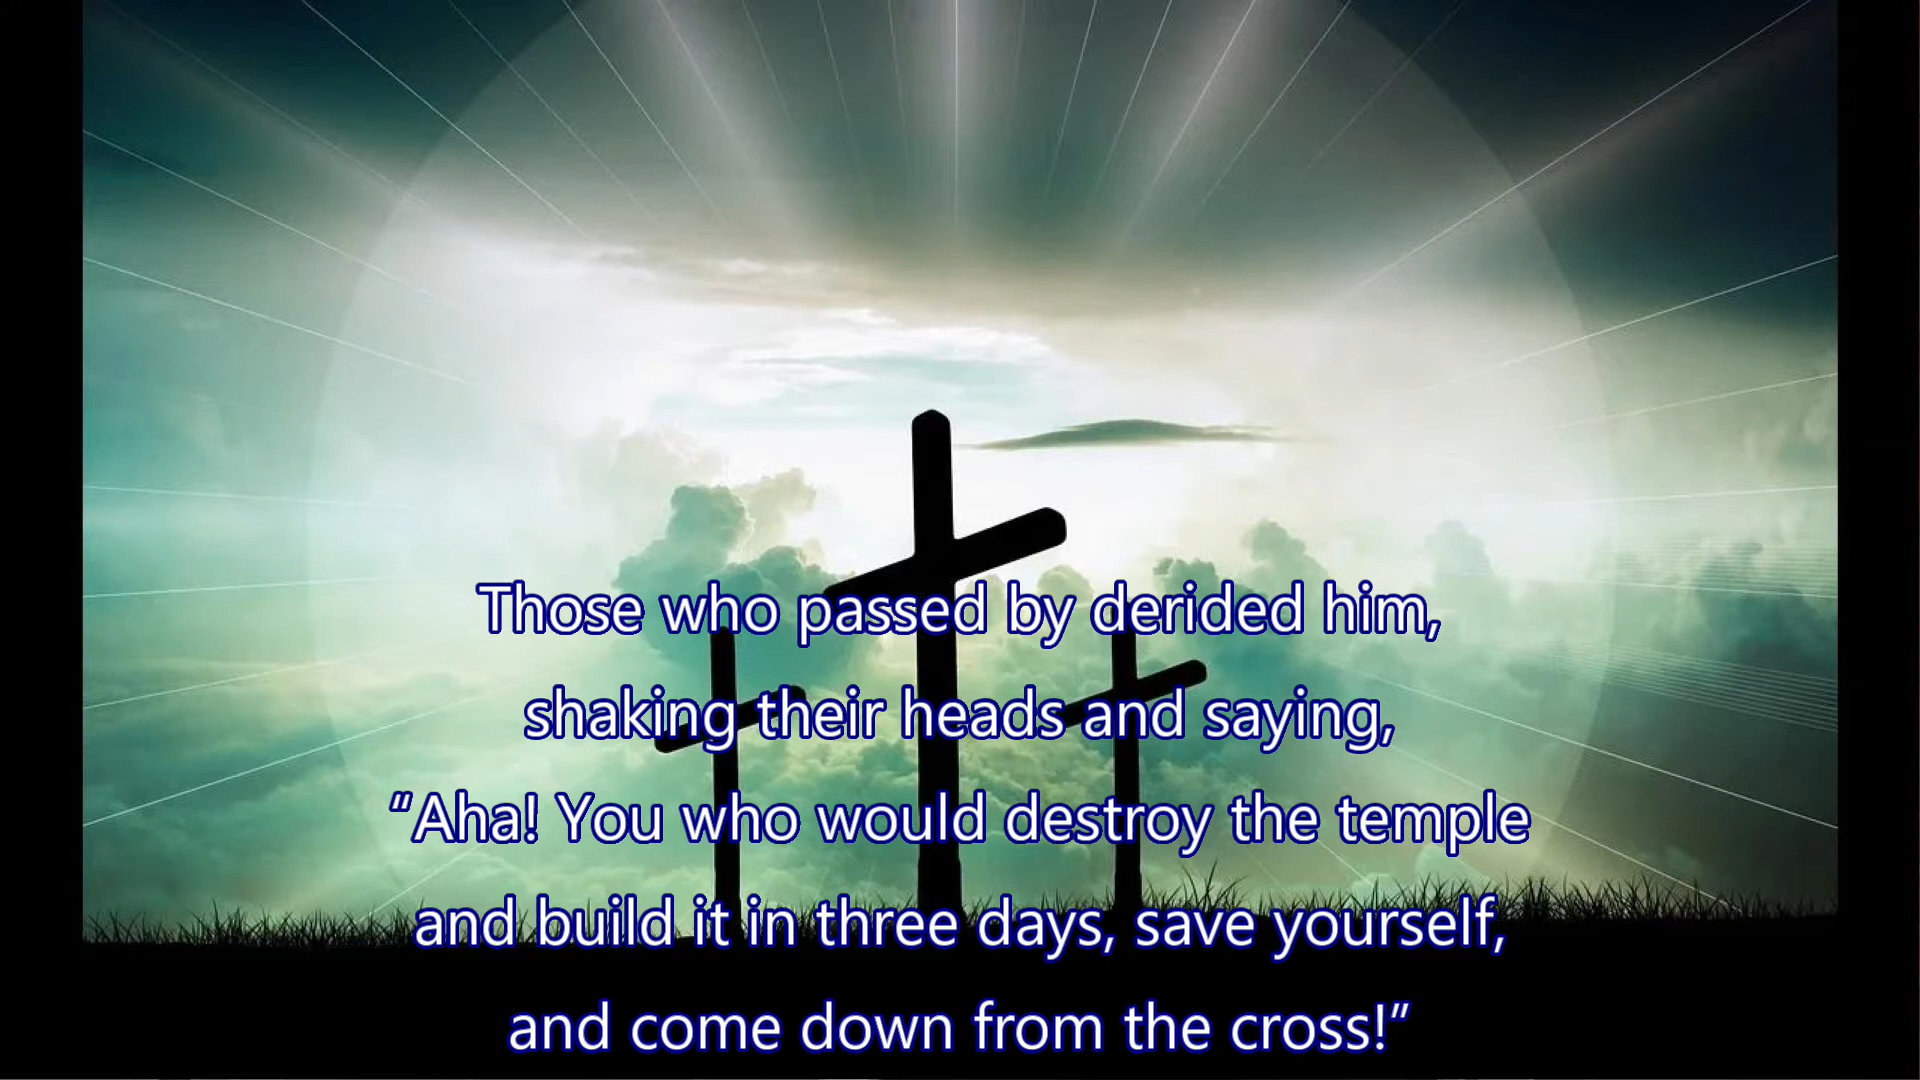 Those who passed by derided him,
shaking their heads and saying,
“Aha! You who would destroy the temple
and build it in three days, save yourself,
and come down from the cross!”